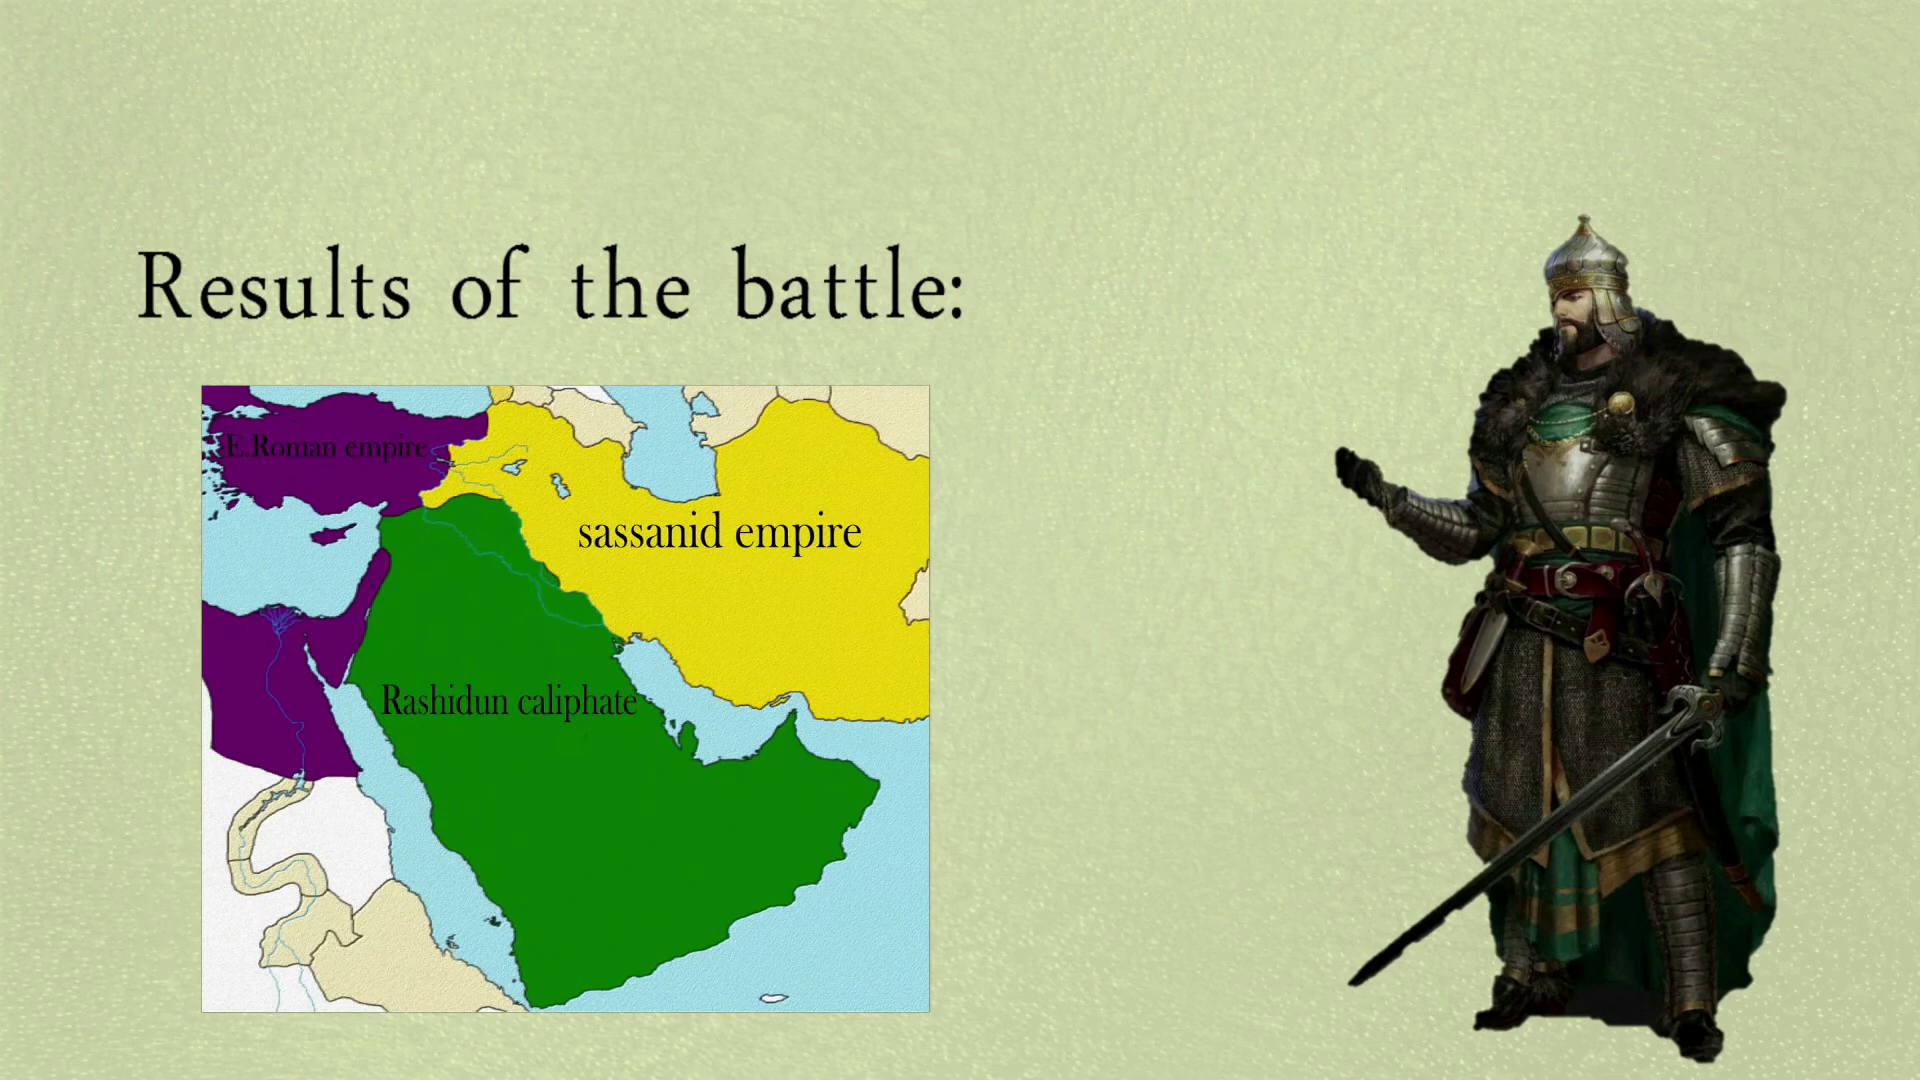 Results of the battle:
E.Roman empire
sassanid empire
Rashidun caliphate